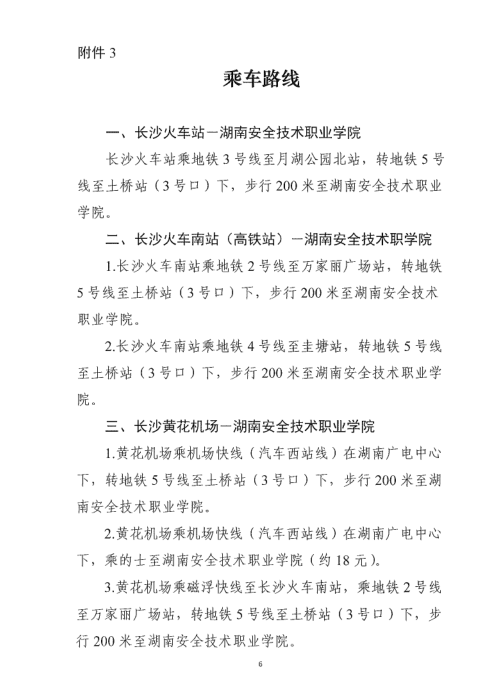 附件 3
乘车路线
一、长沙火车站－湖南安全技术职业学院
长沙火车站乘地铁 3 号线至月湖公园北站，转地铁 5 号
线至土桥站（3 号口）下，步行 200 米至湖南安全技术职业
学院。
二、长沙火车南站（高铁站）－湖南安全技术职学院
1.长沙火车南站乘地铁 2 号线至万家丽广场站，转地铁
5 号线至土桥站（3 号口）下，步行 200 米至湖南安全技术
职业学院。
2.长沙火车南站乘地铁 4 号线至圭塘站，转地铁 5 号线
至土桥站（3 号口）下，步行 200 米至湖南安全技术职业学
院。
三、长沙黄花机场－湖南安全技术职业学院
1.黄花机场乘机场快线（汽车西站线）在湖南广电中心
下，转地铁 5 号线至土桥站（3 号口）下，步行 200 米至湖
南安全技术职业学院。
2.黄花机场乘机场快线（汽车西站线）在湖南广电中心
下，乘的士至湖南安全技术职业学院（约 18 元）。
3.黄花机场乘磁浮快线至长沙火车南站，乘地铁 2 号线
至万家丽广场站，转地铁 5 号线至土桥站（3 号口）下，步
行 200 米至湖南安全技术职业学院。
6